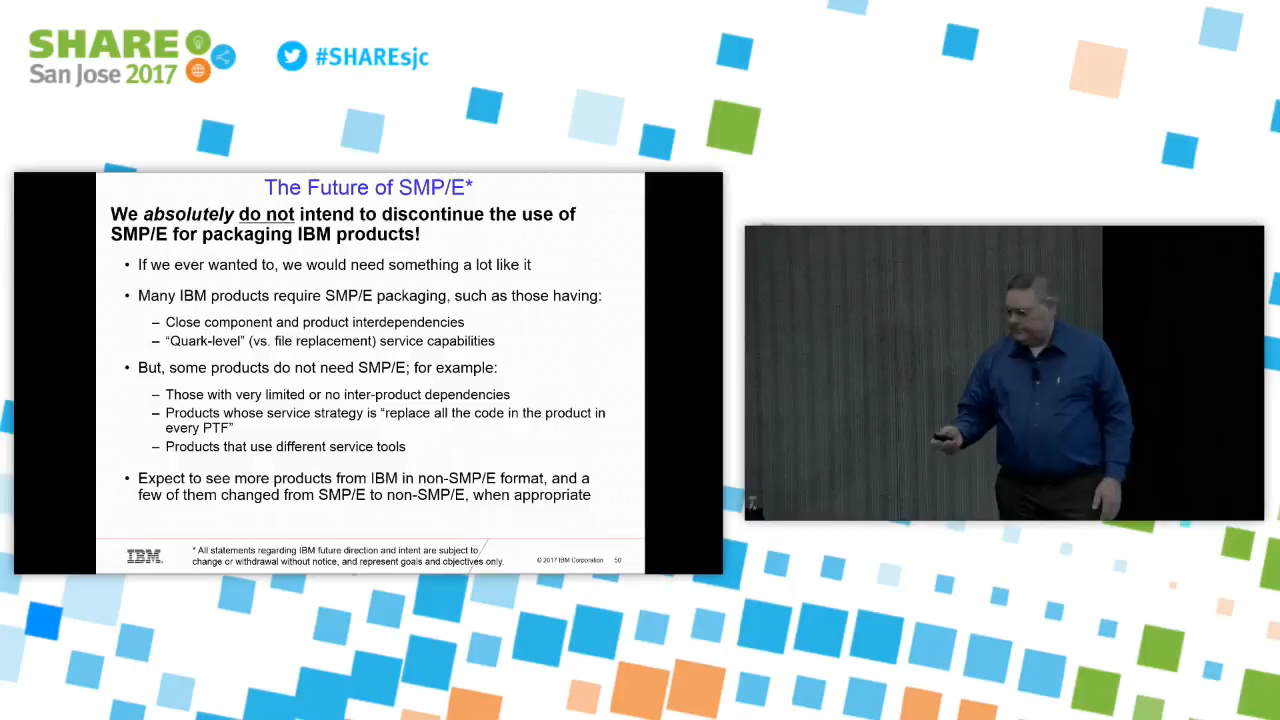 SHARE
San Jose 2017
#SHAREsjc
The Future of SMP/E*
We absolutely do not intend to discontinue the use of
SMP/E for packaging IBM products!
• If we ever wanted to, we would need something a lot like it
• Many IBM products require SMP/E packaging, such as those having:
– Close component and product interdependencies
– “Quark-level” (vs. file replacement) service capabilities
• But, some products do not need SMP/E; for example:
– Those with very limited or no inter-product dependencies
– Products whose service strategy is “replace all the code in the product in
every PTF”
– Products that use different service tools
• Expect to see more products from IBM in non-SMP/E format, and a
few of them changed from SMP/E to non-SMP/E, when appropriate
IBM.
* All statements regarding IBM future direction and intent are subject to
change or withdrawal without notice, and represent goals and objectives only.
© 2017 IBM Corporation 50